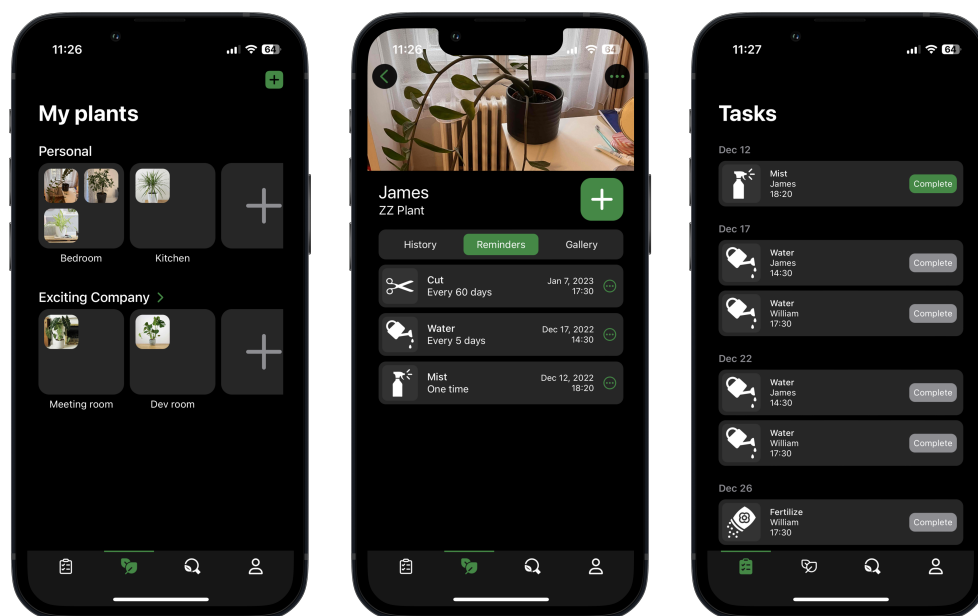 11:26
64
My plants
Personal
Bedroom
Kitchen
Exciting Company >
Meeting room
Dev room
11:26
64
James
ZZ Plant
History
Reminders
Gallery
Cut
Every 60 days
Jan 7, 2023
17:30
Water
Every 5 days
Dec 17, 2022
14:30
Mist
One time
Dec 12, 2022
18:20
11:27
64
Tasks
Dec 12
Mist
James
18:20
Complete
Dec 17
Water
James
14:30
Complete
Water
William
17:30
Complete
Dec 22
Water
James
14:30
Complete
Water
William
17:30
Complete
Dec 26
Fertilize
William
17:30
Complete